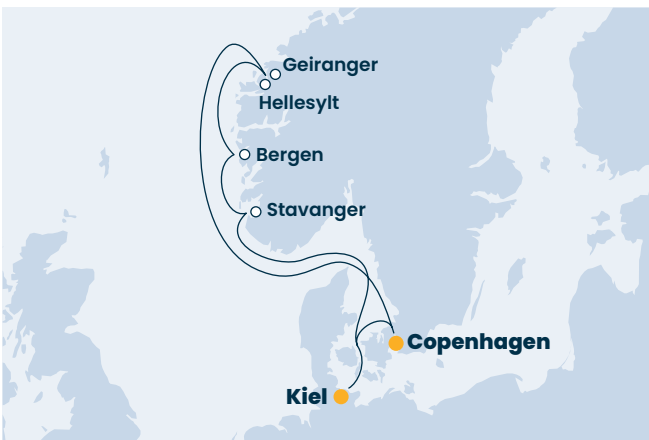 Geiranger
Hellesylt
Bergen
Stavanger
Copenhagen
Kiel